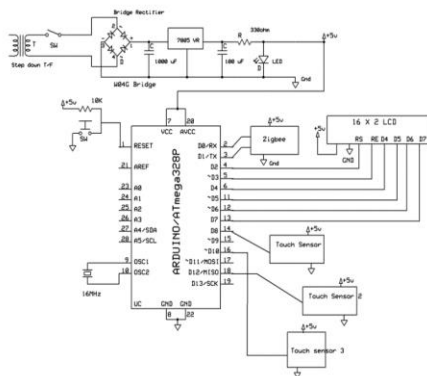 Bridge Rectifier
330ohm
T
SW
7805 VR
R
+5v
C
1000 uF
C
100 uF
LED
D
Step down T/F
W04G Bridge
Gnd
+5v
10K
SW
7
20
VCC
AVCC
+5v
16 X 2 LCD
+5v
GND
RS
RE
D4
D5
D6
D7
Zigbee
Gnd
ARDUINO/ATmega328P
1
RESET
21
AREF
23
A0
24
A1
25
A2
26
A3
27
A4/SDA
28
A5/SCL
9
OSC1
10
OSC2
16MHz
UC
GND
GND
8
22
D0/RX
2
D1/TX
3
D2
4
~D3
5
D4
6
~D5
11
~D6
12
D7
13
D8
14
~D9
15
~D10
16
~D11/MOSI
17
D12/MISO
18
D13/SCK
19
+5v
Touch Sensor
+5v
Touch Sensor 2
+5v
Touch sensor 3